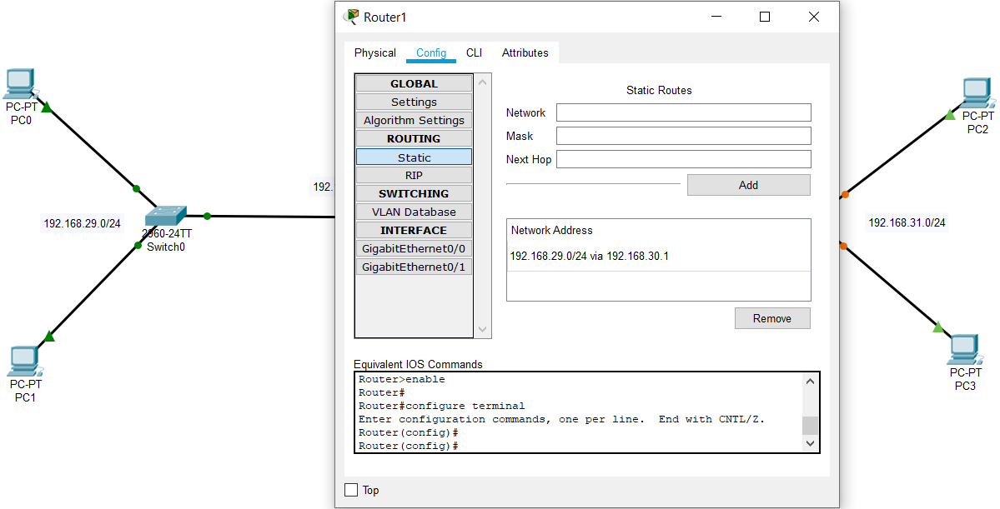 Router1
Physical Config CLI Attributes
GLOBAL
Settings
Algorithm Settings
ROUTING
Static
RIP
SWITCHING
VLAN Database
INTERFACE
GigabitEthernet0/0
GigabitEthernet0/1
Static Routes
Network
Mask
Next Hop
Add
Network Address
192.168.29.0/24 via 192.168.30.1
Remove
Equivalent IOS Commands
Router>enable
Router#
Router#configure terminal
Enter configuration commands, one per line. End with CNTL/Z.
Router(config)#
Router(config)#
Top
PC-PT
PC0
192.
192.168.29.0/24
2960-24TT
Switch0
PC-PT
PC1
PC-PT
PC2
192.168.31.0/24
PC-PT
PC3